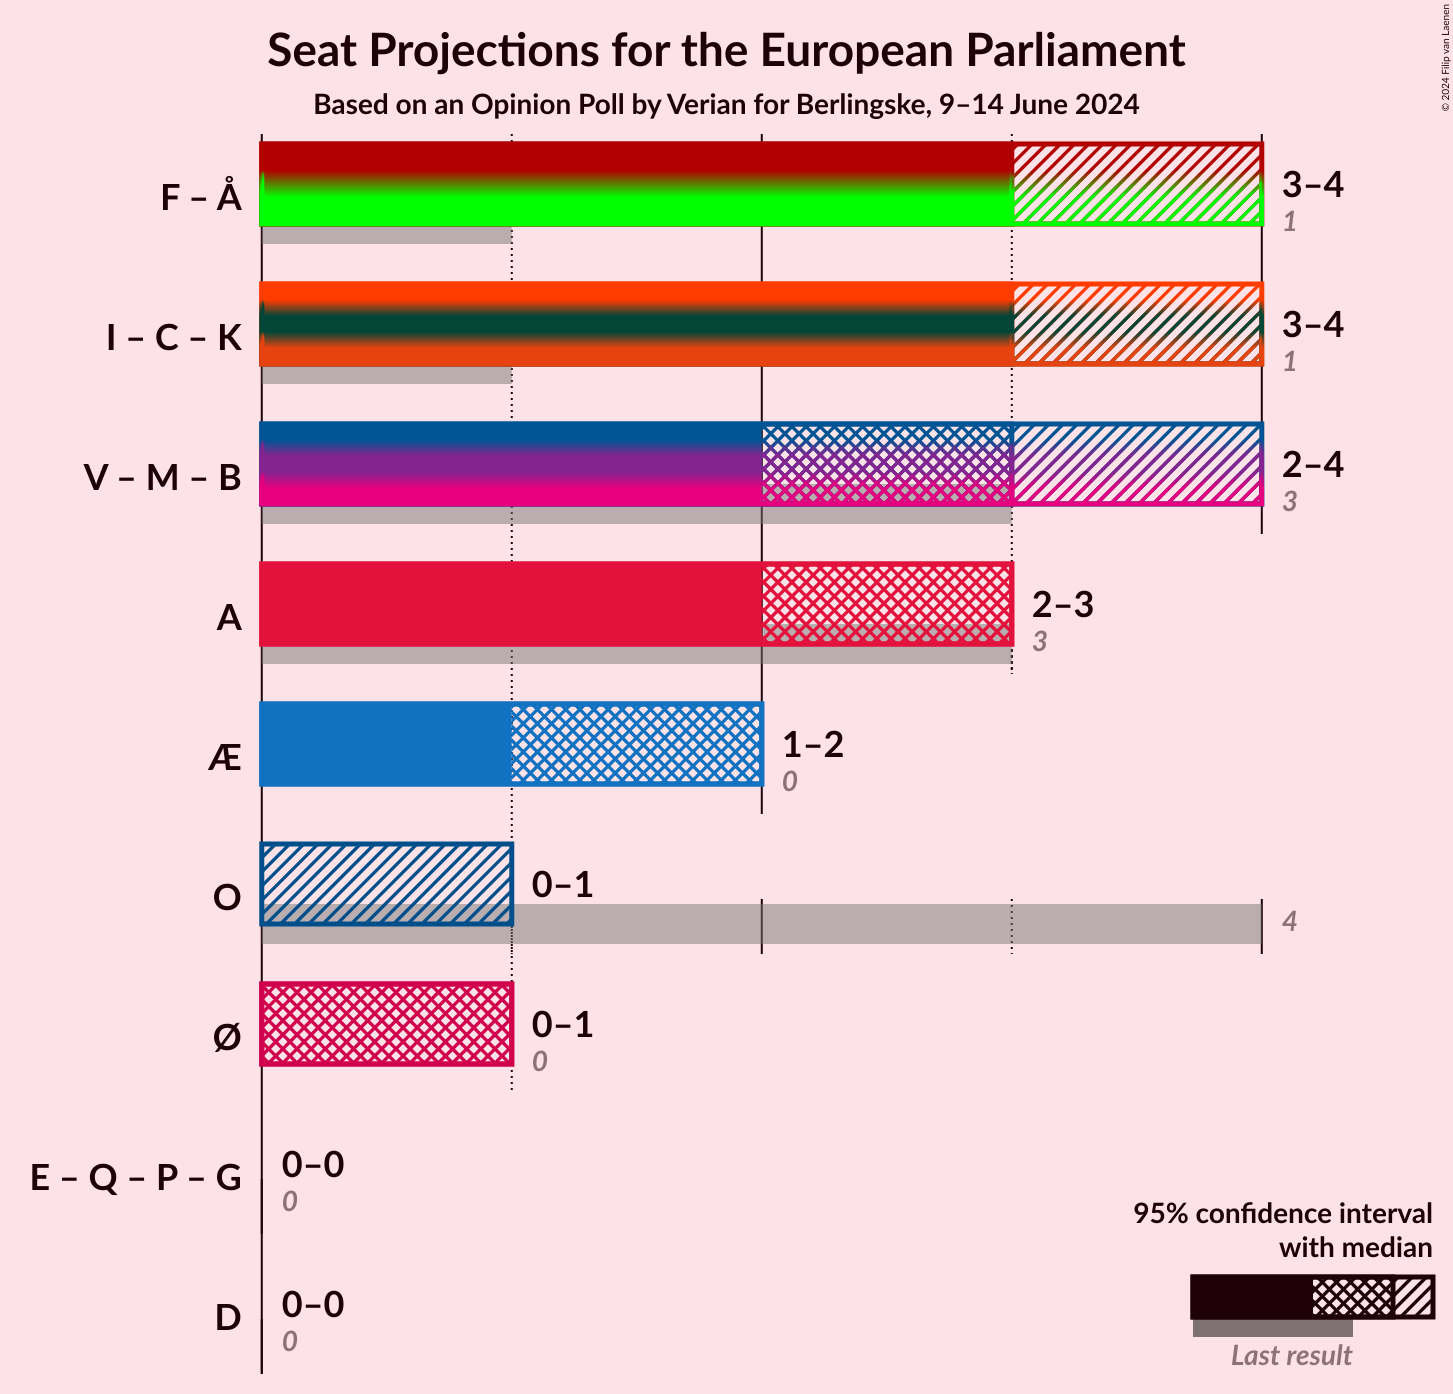 Seat Projections for the European Parliament
Based on an Opinion Poll by Verian for Berlingske, 9–14 June 2024
© 2024 Filip van Laenen
F – Å
3–4
1
I – C – K
3–4
1
V – M – B
2–4
3
A
2–3
3
Æ
1–2
0
O
0–1
4
Ø
0–1
0
E – Q – P – G
0–0
0
D
0–0
0
95% confidence interval
with median
Last result